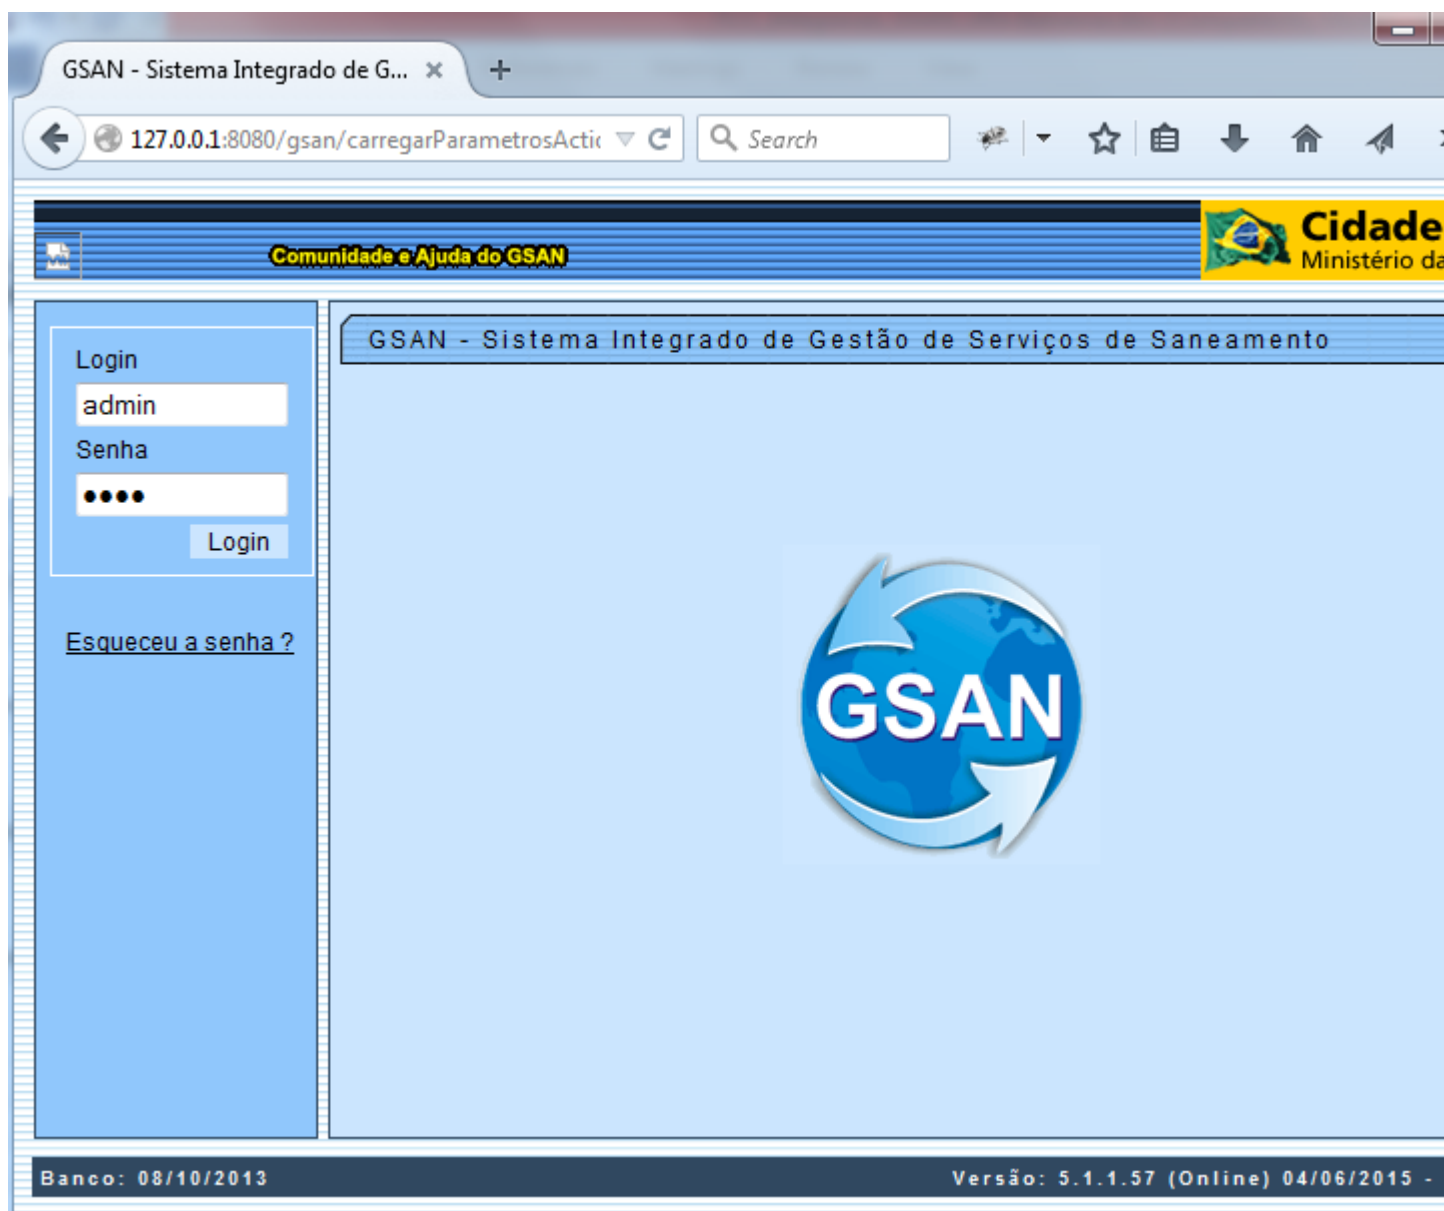 GSAN - Sistema Integrado de G...
127.0.0.1:8080/gsan/carregarParametrosActic
Search
Comunidade e Ajuda do GSAN
Cidade
Ministério da
Login
admin
Senha
Login
Esqueceu a senha ?
GSAN - Sistema Integrado de Gestão de Serviços de Saneamento
GSAN
Banco: 08/10/2013
Versão: 5.1.1.57 (Online) 04/06/2015 -